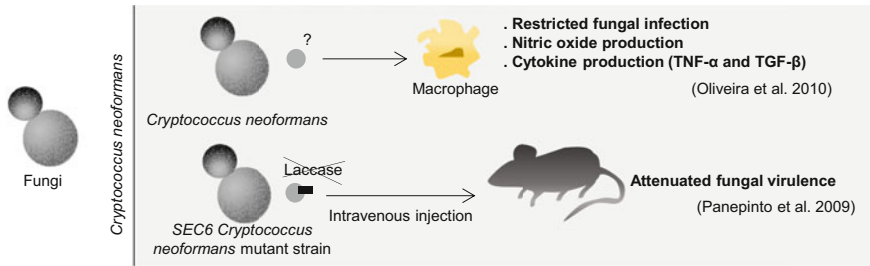 Fungi
Cryptococcus neoformans
?
Cryptococcus neoformans
Macrophage
. Restricted fungal infection
. Nitric oxide production
. Cytokine production (TNF-α and TGF-β)
(Oliveira et al. 2010)
Laccase
SEC6 Cryptococcus
neoformans mutant strain
Intravenous injection
Attenuated fungal virulence
(Panepinto et al. 2009)